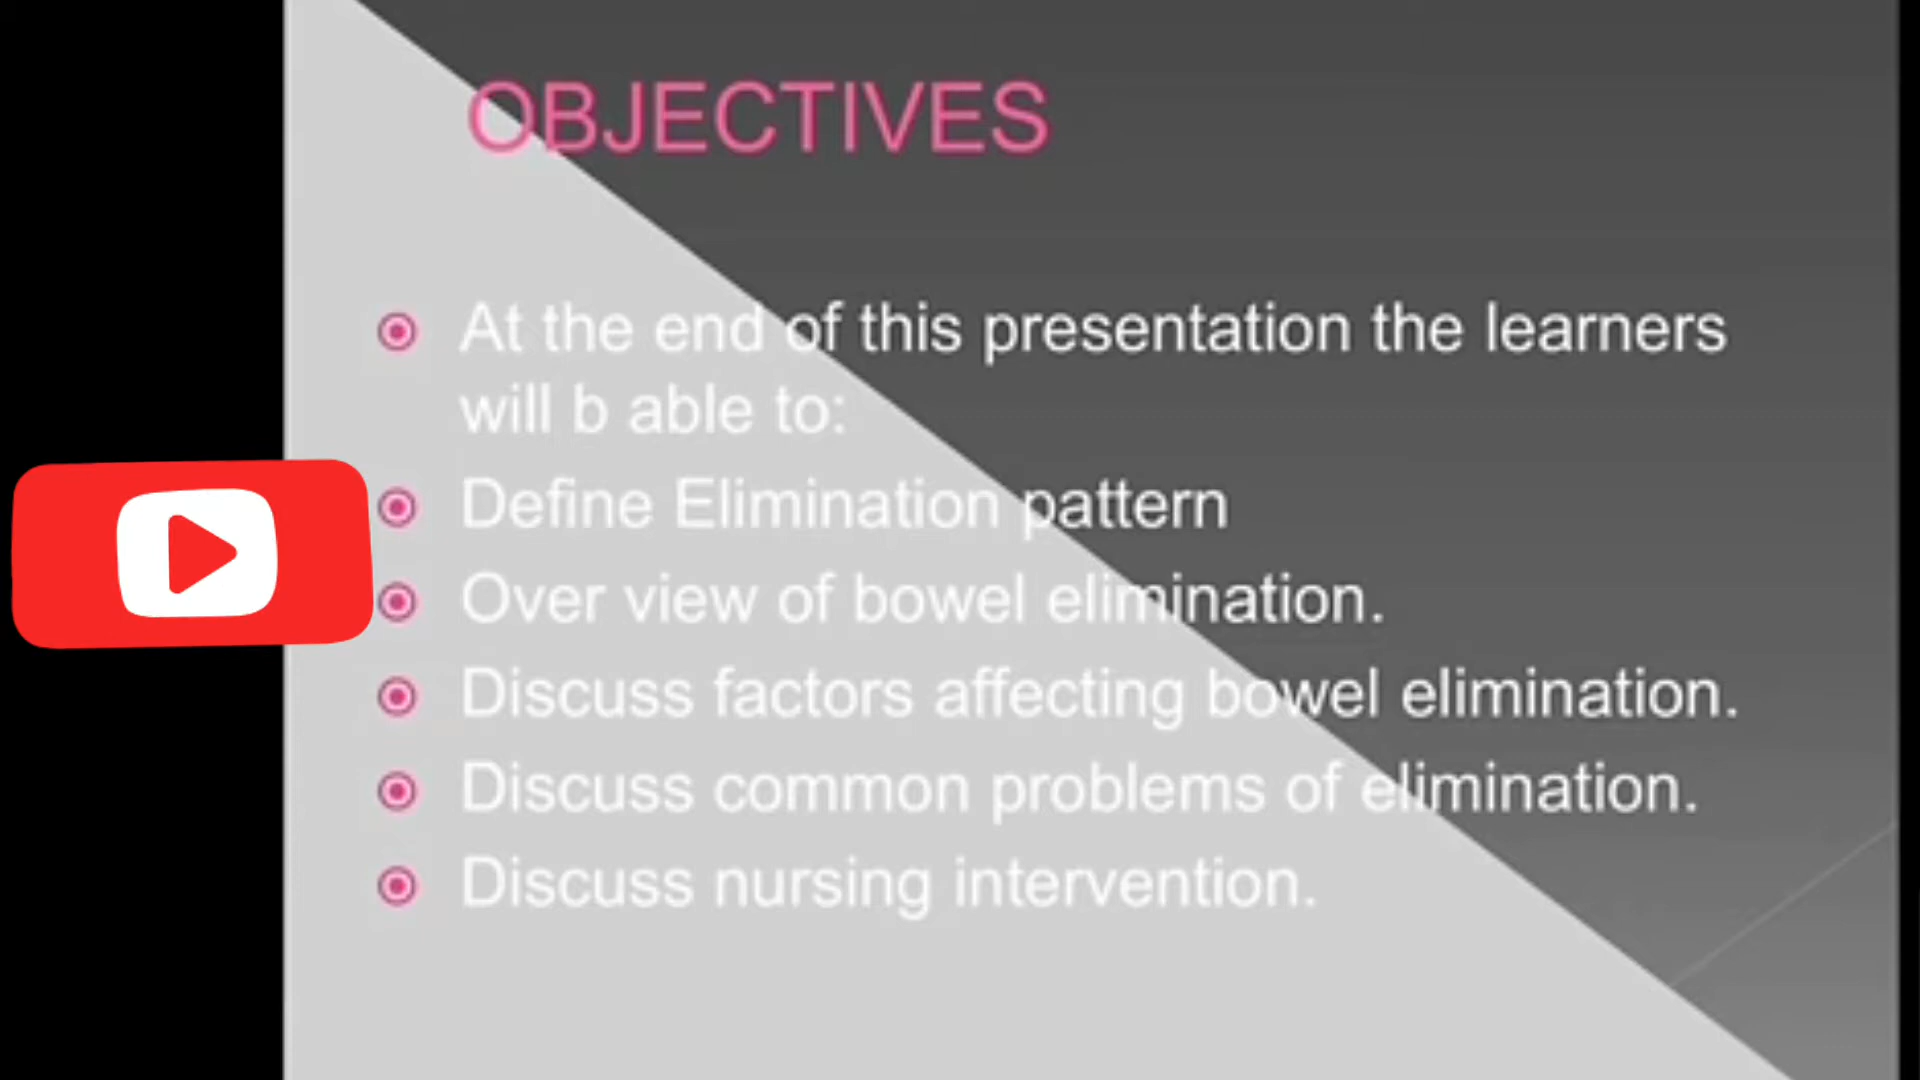 OBJECTIVES
At the end of this presentation the learners
will b able to:
Define Elimination pattern
Over view of bowel elimination.
Discuss factors affecting bowel elimination.
Discuss common problems of elimination.
Discuss nursing intervention.